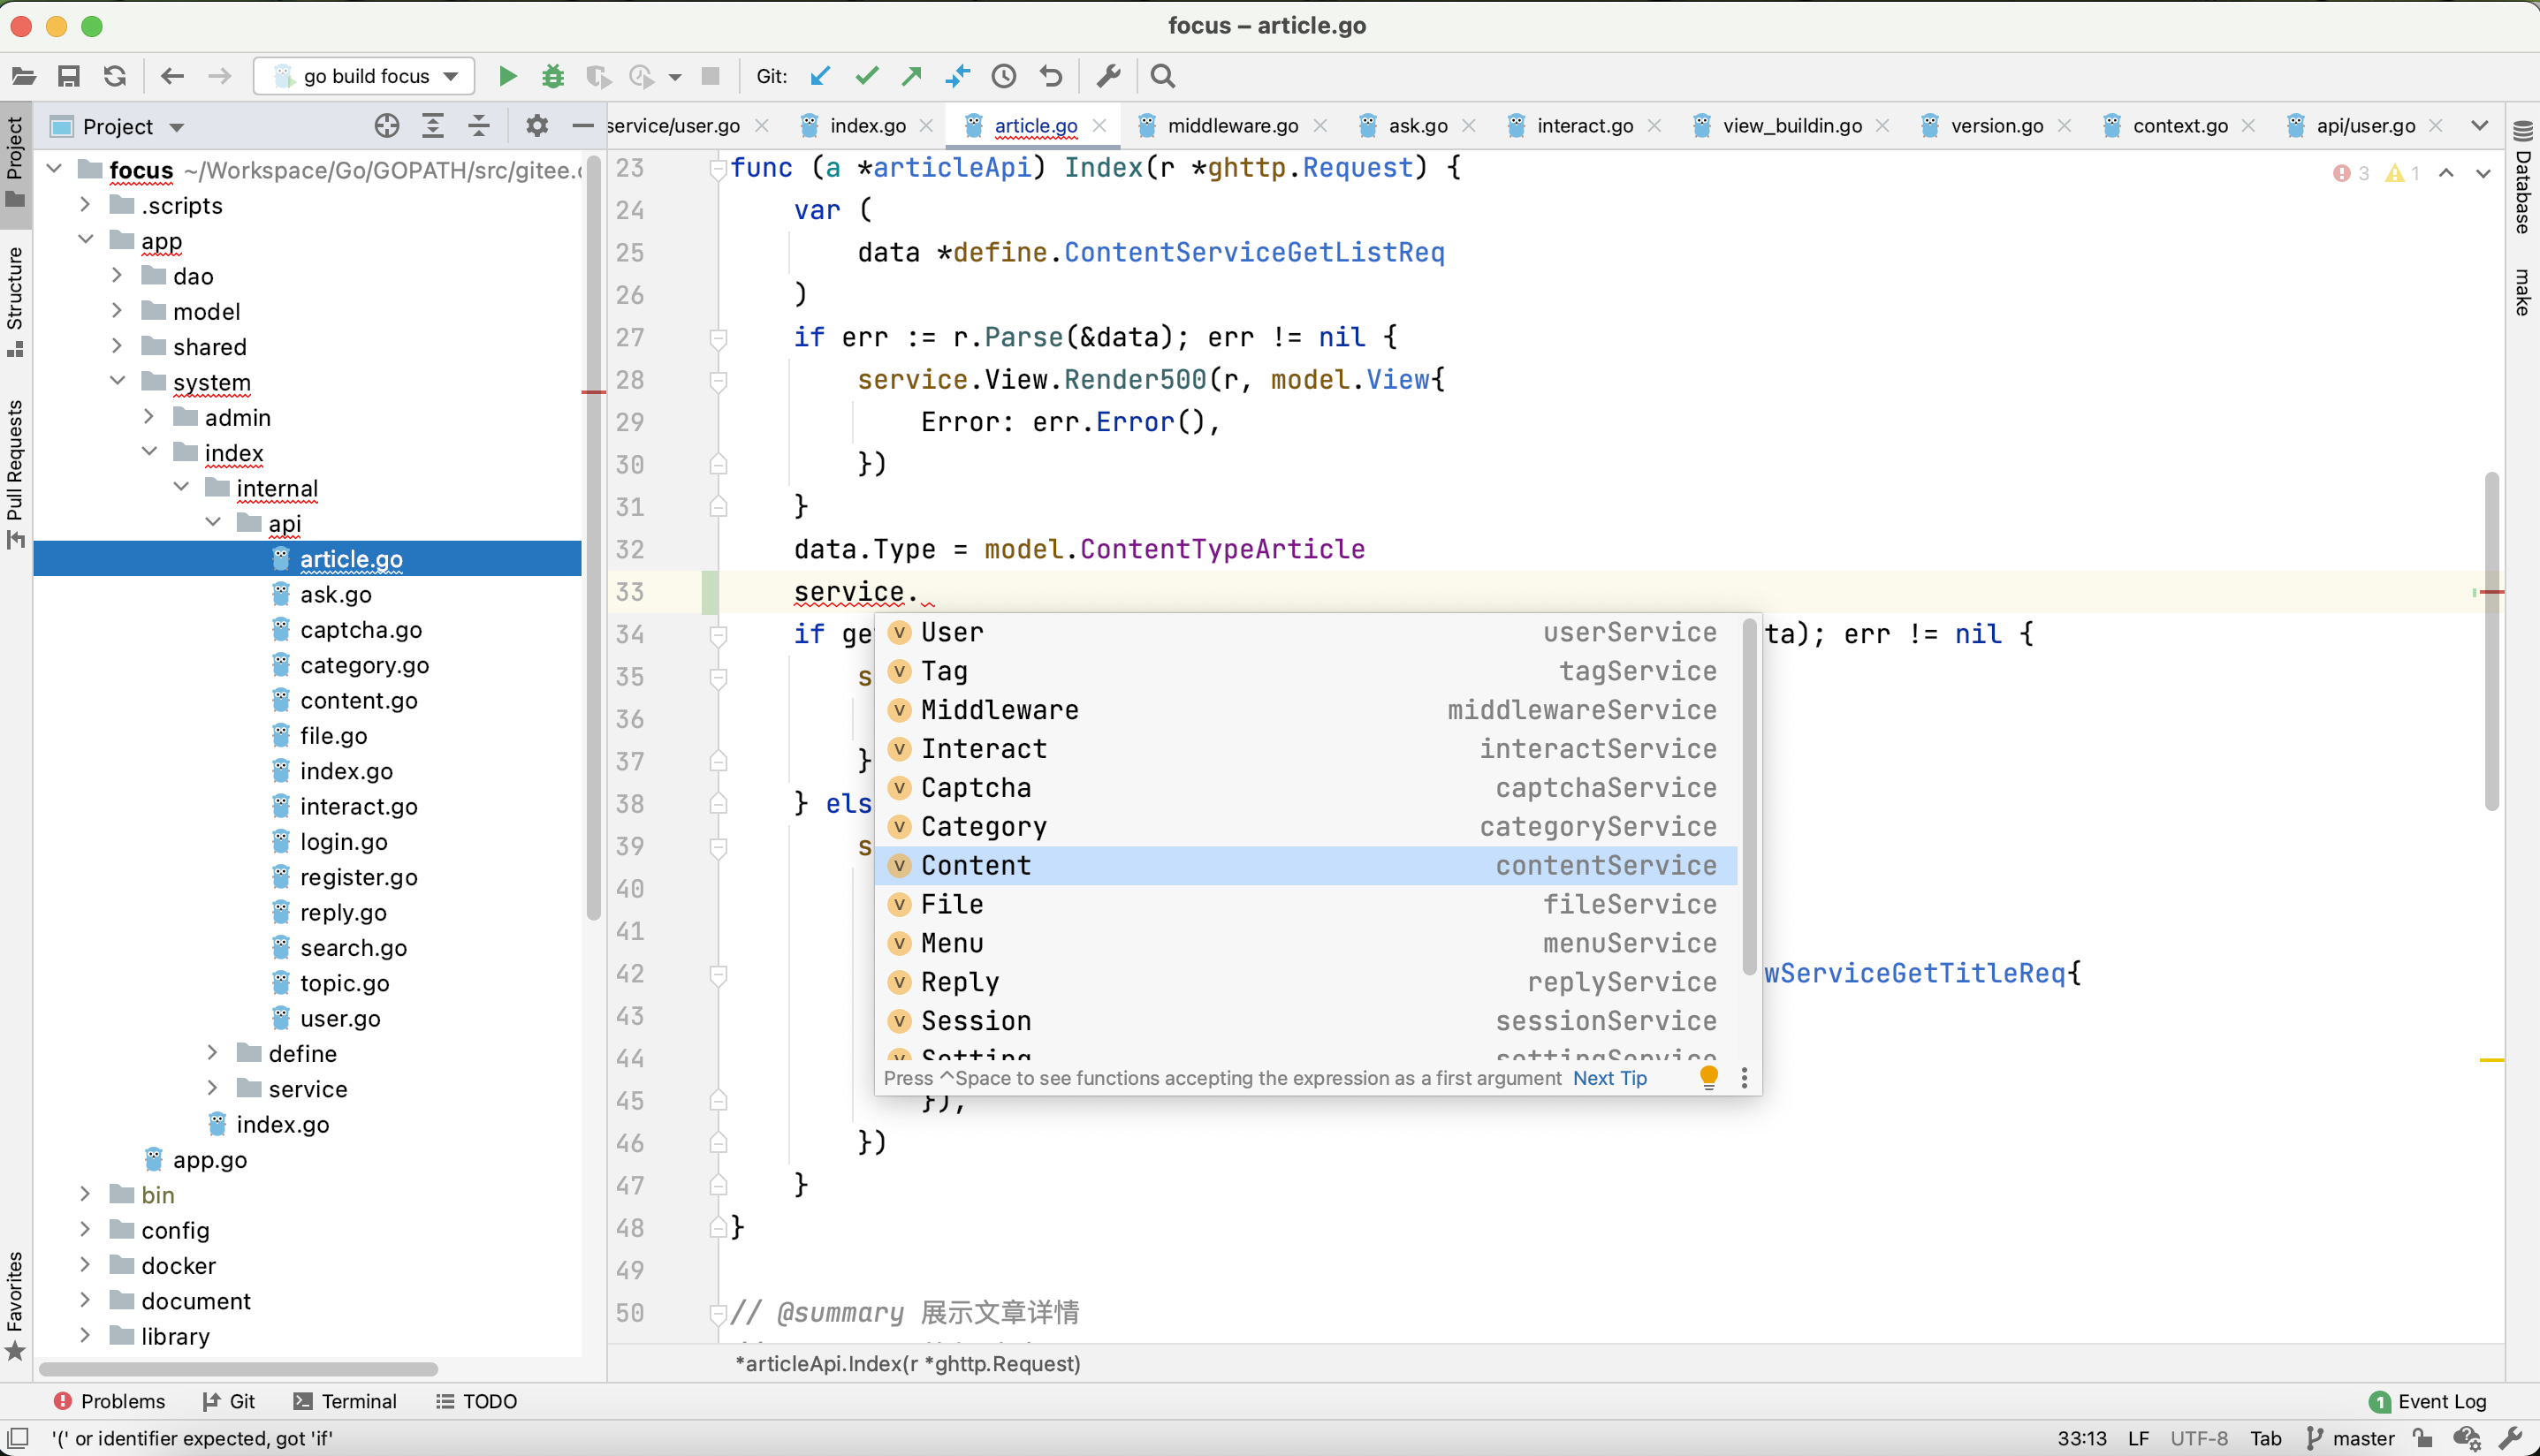 focus – article.go
go build focus
Git:
Project
service/user.go
index.go
article.go
middleware.go
ask.go
interact.go
view_buildin.go
version.go
context.go
api/user.go
Project
Structure
Pull Requests
Favorites
focus ~/Workspace/Go/GOPATH/src/gitee.
.scripts
app
dao
model
shared
system
admin
index
internal
api
article.go
ask.go
captcha.go
category.go
content.go
file.go
index.go
interact.go
login.go
register.go
reply.go
search.go
topic.go
user.go
define
service
index.go
app.go
bin
config
docker
document
library
3 1
23 func (a *articleApi) Index(r *ghttp.Request) {
24 var (
25 data *define.ContentServiceGetListReq
26 )
27 if err := r.Parse(&data); err != nil {
28 service.View.Render500(r, model.View{
29 Error: err.Error(),
30 })
31 }
32 data.Type = model.ContentTypeArticle
33 service.
34 if ge ta); err != nil {
35 s
36
37 }
38 } els
39 s
40
41
42 wServiceGetTitleReq{
43
44
45 }),
46 })
47 }
48 }
49
50 // @summary 展示文章详情
User userService
Tag tagService
Middleware middlewareService
Interact interactService
Captcha captchaService
Category categoryService
Content contentService
File fileService
Menu menuService
Reply replyService
Session sessionService
Setting settingService
Press ^Space to see functions accepting the expression as a first argument Next Tip
*articleApi.Index(r *ghttp.Request)
Database
make
Problems
Git
Terminal
TODO
1 Event Log
'(' or identifier expected, got 'if'
33:13 LF UTF-8 Tab master